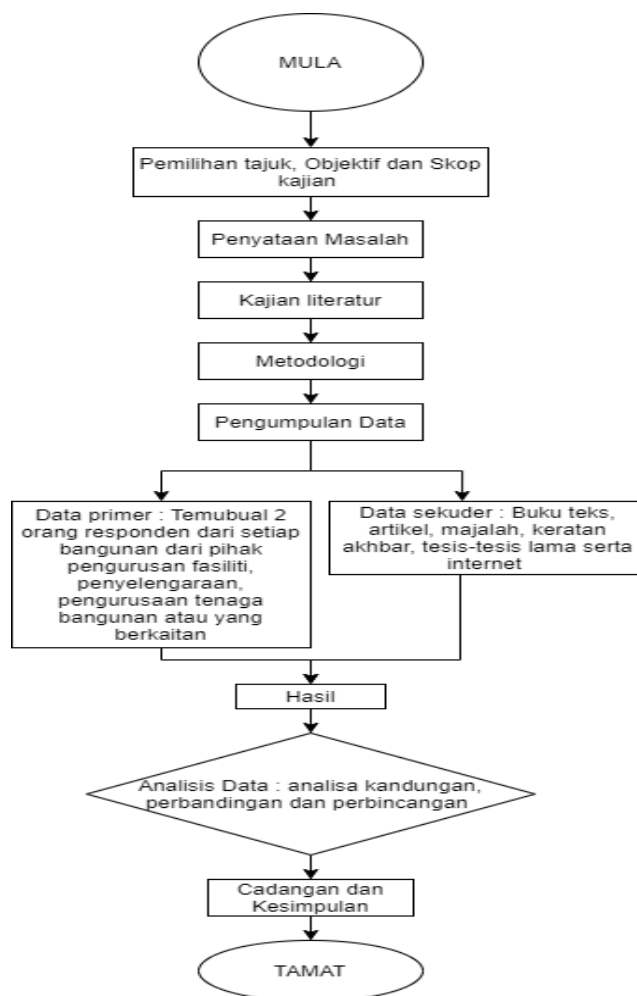 MULA
Pemilihan tajuk, Objektif dan Skop
kajian
Penyataan Masalah
Kajian literatur
Metodologi
Pengumpulan Data
Data primer : Temubual 2
orang responden dari setiap
bangunan dari pihak
pengurusan fasiliti,
penyelengaraan,
pengurusaan tenaga
bangunan atau yang
berkaitan
Data sekuder : Buku teks,
artikel, majalah, keratan
akhbar, tesis-tesis lama serta
internet
Hasil
Analisis Data : analisa kandungan,
perbandingan dan perbincangan
Cadangan dan
Kesimpulan
TAMAT